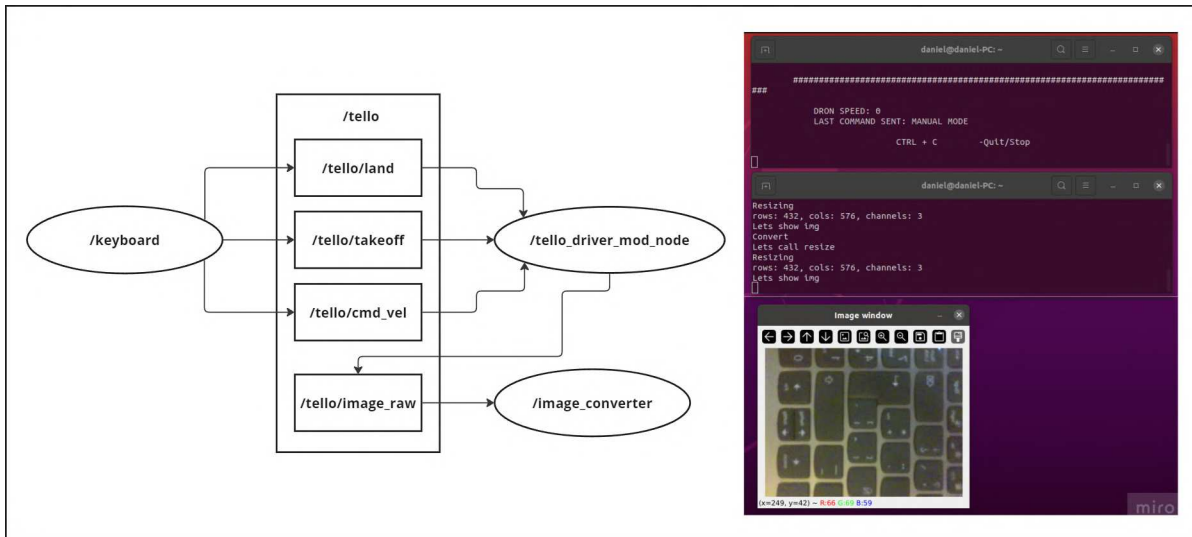 /tello
/tello/land
/keyboard
/tello/takeoff
/tello_driver_mod_node
/tello/cmd_vel
/tello/image_raw
/image_converter
daniel@daniel-PC: ~
DRON SPEED: 0
LAST COMMAND SENT: MANUAL MODE
CTRL + C -Quit/Stop
daniel@daniel-PC: ~
Resizing
rows: 432, cols: 576, channels: 3
Lets show img
Convert
Lets call resize
Resizing
rows: 432, cols: 576, channels: 3
Lets show img
Image window
(x=249, y=42) ~ R:66 G:69 B:59
miro